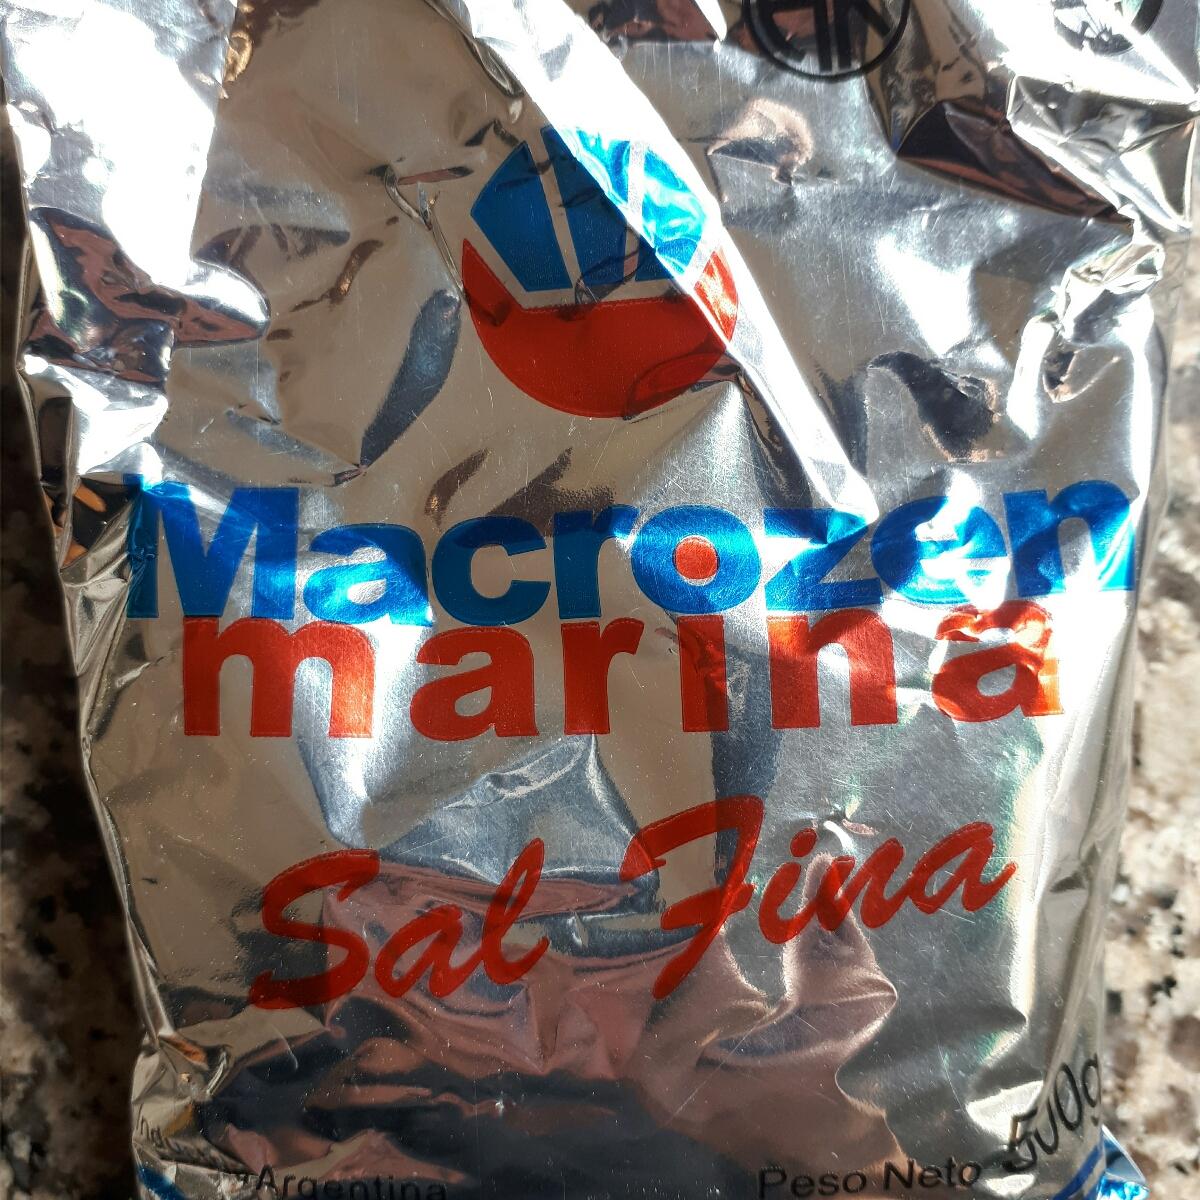 Macrozen
marina
Sal Fina
500g
Argentina
Peso Neto